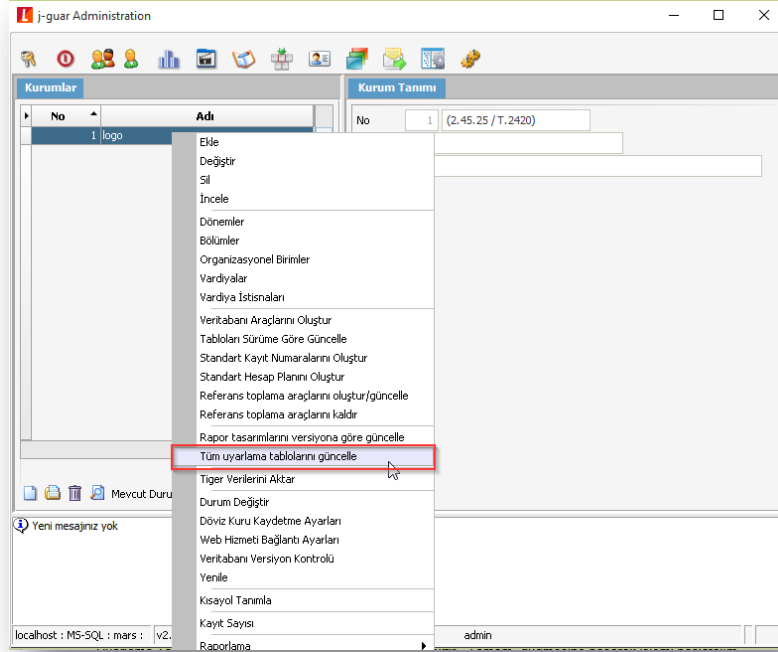 j-guar Administration
Kurumlar
Kurum Tanımı
No
Adı
1
logo
No
1
(2.45.25 / T.2420)
Ekle
Değiştir
Sil
İncele
Dönemler
Bölümler
Organizasyonel Birimler
Vardiyalar
Vardiya İstisnaları
Veritabanı Araçlarını Oluştur
Tabloları Sürüme Göre Güncelle
Standart Kayıt Numaralarını Oluştur
Standart Hesap Planını Oluştur
Referans toplama araçlarını oluştur/güncelle
Referans toplama araçlarını kaldır
Rapor tasarımlarını versiyona göre güncelle
Tüm uyarlama tablolarını güncelle
Tiger Verilerini Aktar
Durum Değiştir
Döviz Kuru Kaydetme Ayarları
Web Hizmeti Bağlantı Ayarları
Veritabanı Versiyon Kontrolü
Yenile
Kısayol Tanımla
Kayıt Sayısı
Raporlama
Mevcut Duru
Yeni mesajınız yok
localhost : MS-SQL : mars :
v2.
admin